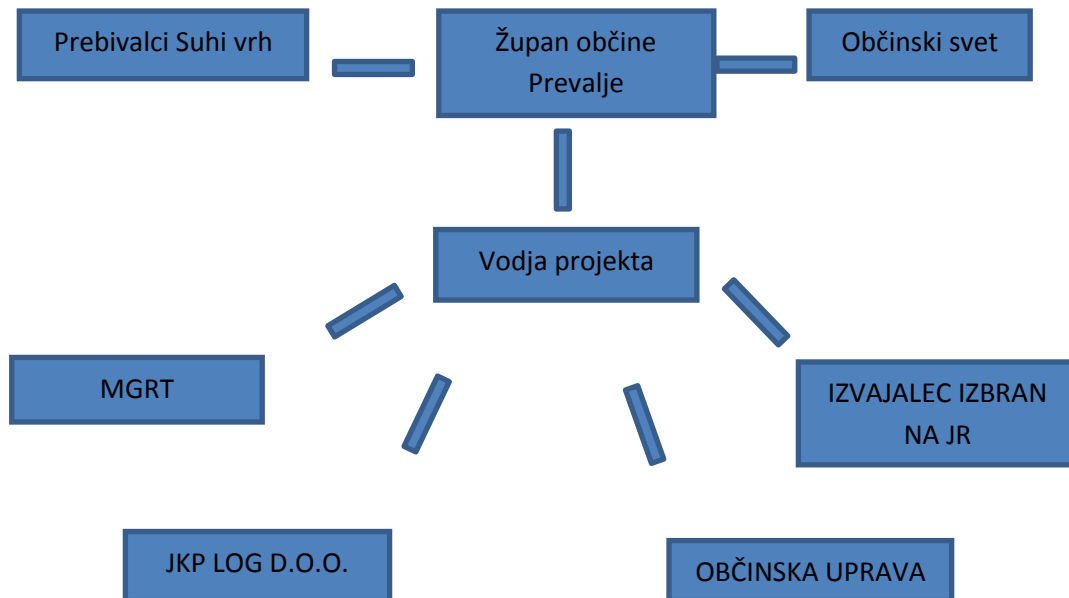 Prebivalci Suhi vrh
Župan občine
Prevalje
Občinski svet
Vodja projekta
MGRT
IZVAJALEC IZBRAN
NA JR
JKP LOG D.O.O.
OBČINSKA UPRAVA